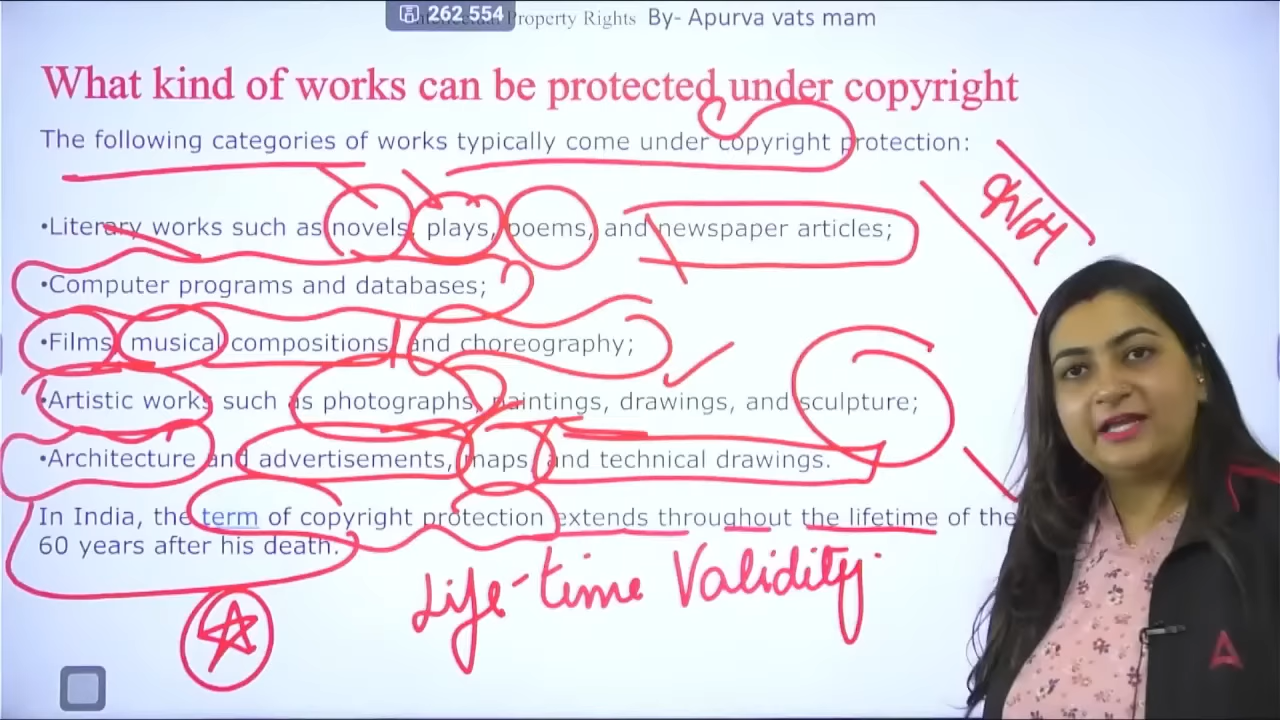 262 554
Property Rights By- Apurva vats mam
What kind of works can be protected under copyright
The following categories of works typically come under copyright protection:
•Literary works such as novels, plays, poems, and newspaper articles;
•Computer programs and databases;
•Films, musical compositions, and choreography;
•Artistic works such as photographs, paintings, drawings, and sculpture;
•Architecture and advertisements, maps, and technical drawings.
In India, the term of copyright protection extends throughout the lifetime of the
60 years after his death.
Life-time Validity
A